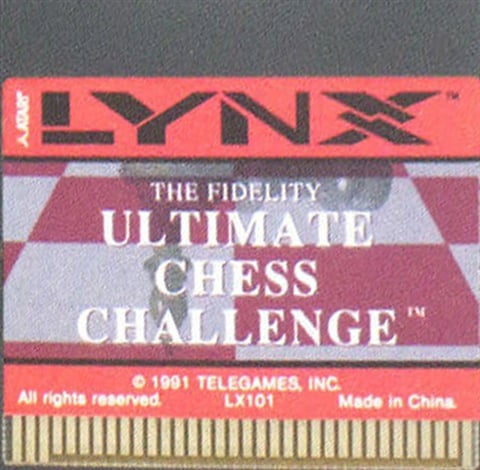 ATARI
LYNX™
THE FIDELITY
ULTIMATE
CHESS
CHALLENGE™
© 1991 TELEGAMES, INC.
All rights reserved. LX101 Made in China.